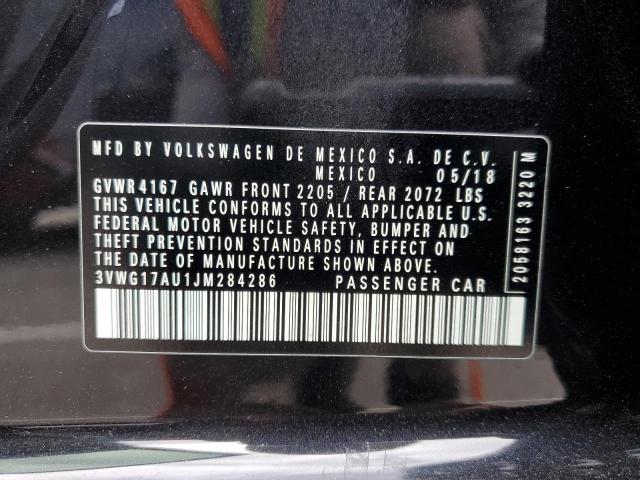 MFD BY VOLKSWAGEN DE MEXICO S.A. DE C.V.
MEXICO 05/18
GVWR4167 GAWR FRONT 2205 / REAR 2072 LBS
THIS VEHICLE CONFORMS TO ALL APPLICABLE U.S.
FEDERAL MOTOR VEHICLE SAFETY, BUMPER AND
THEFT PREVENTION STANDARDS IN EFFECT ON
THE DATE OF MANUFACTURE SHOWN ABOVE.
3VWG17AU1JM284286 PASSENGER CAR
2058163 3220 M